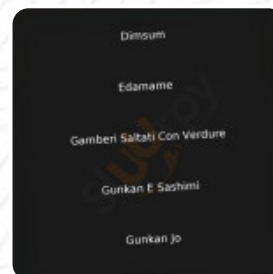 Dimsum
Edamame
Gamberi Saltati Con Verdure
Gunkan E Sashimi
Gunkan Jo